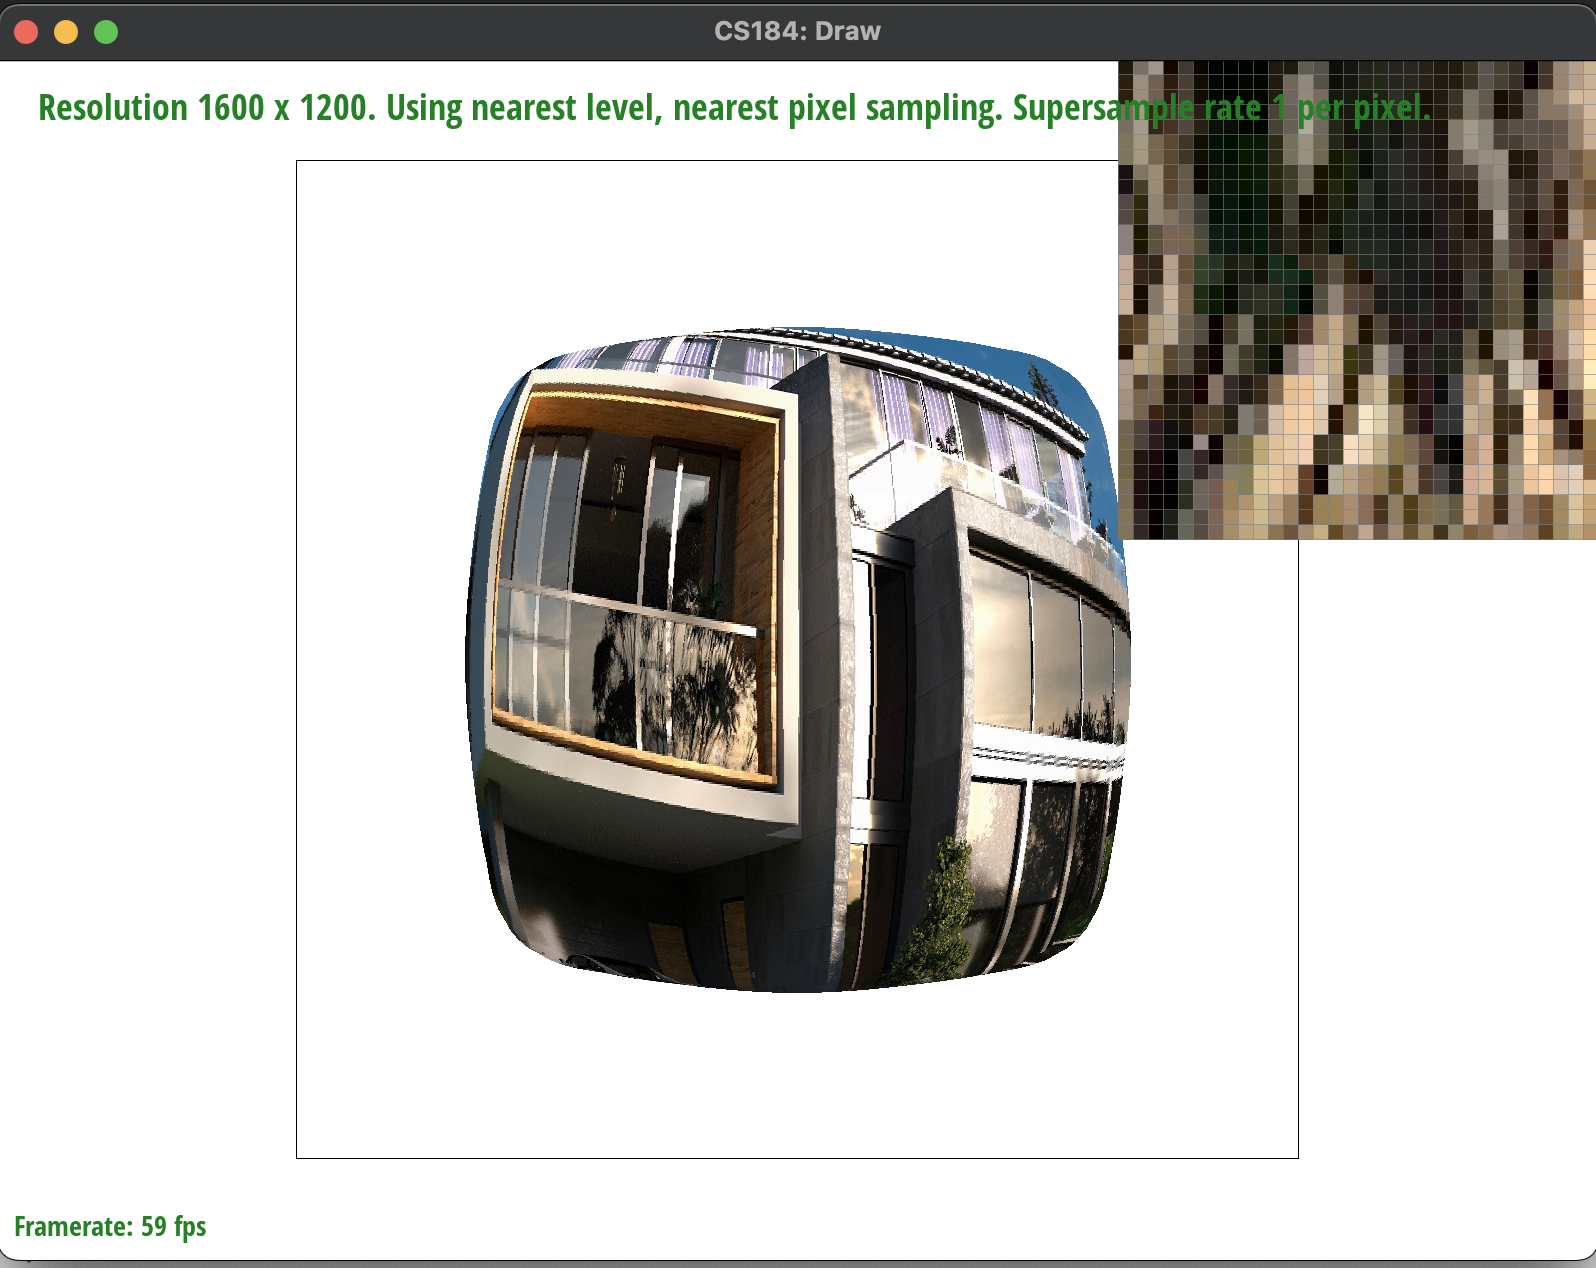 CS184: Draw
Resolution 1600 x 1200. Using nearest level, nearest pixel sampling. Supersample rate 1 per pixel.
Framerate: 59 fps